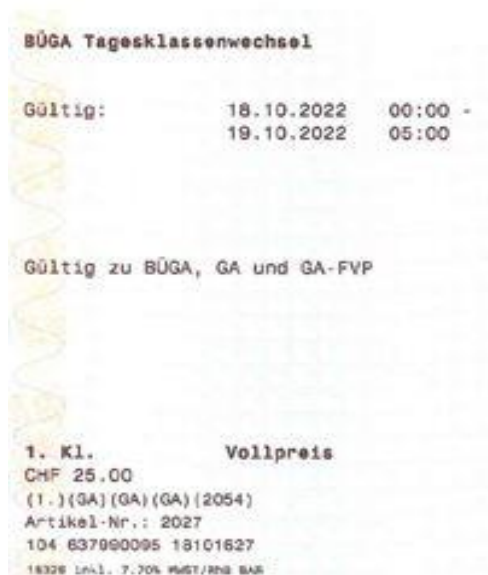 BÜGA Tagesklassenwechsel
Gültig: 18.10.2022 00:00 -
19.10.2022 05:00
Gültig zu BÜGA, GA und GA-FVP
1. Kl. Vollpreis
CHF 25.00
(1.)(GA)(GA)(GA)(2054)
Artikel-Nr.: 2027
104 637990095 18101627
inkl. 7.70% MWST/RhB BAR